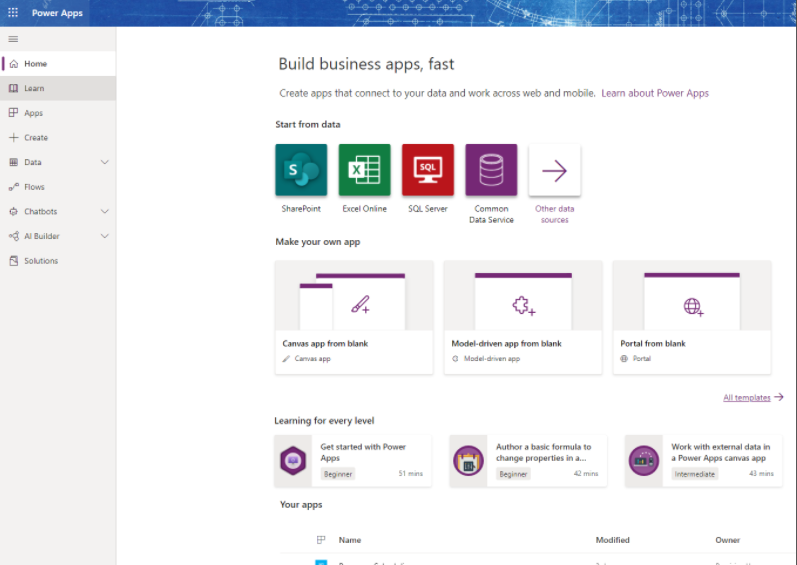 Power Apps
Home
Learn
Apps
Create
Data
Flows
Chatbots
AI Builder
Solutions
Build business apps, fast
Create apps that connect to your data and work across web and mobile. Learn about Power Apps
Start from data
S
X
SQL
SharePoint
Excel Online
SQL Server
Common
Data Service
Other data
sources
Make your own app
Canvas app from blank
Canvas app
Model-driven app from blank
Model-driven app
Portal from blank
Portal
All templates
Learning for every level
Get started with Power
Apps
Beginner 51 mins
Author a basic formula to
change properties in a...
Beginner 42 mins
Work with external data in
a Power Apps canvas app
Intermediate 43 mins
Your apps
Name Modified Owner